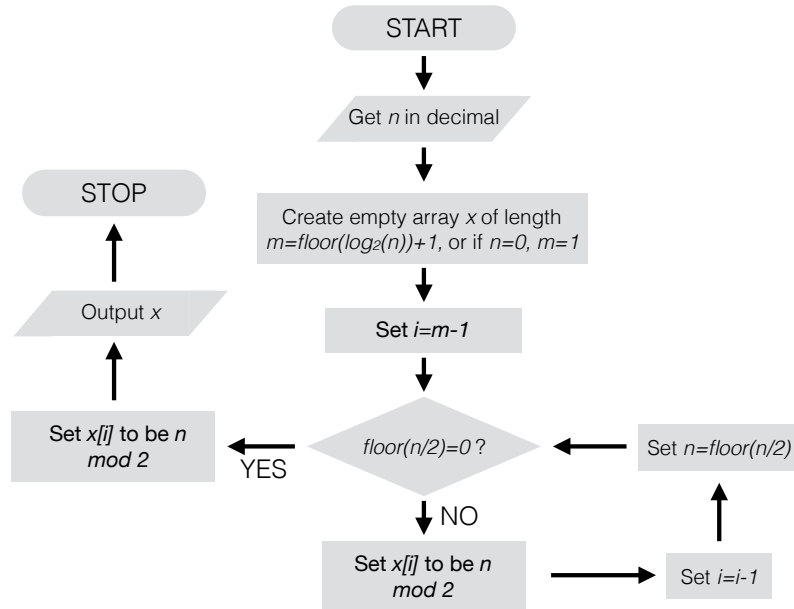 START
Get n in decimal
Create empty array x of length
m=floor(log₂(n))+1, or if n=0, m=1
Set i=m-1
floor(n/2)=0 ?
YES
Set x[i] to be n
mod 2
Output x
STOP
NO
Set x[i] to be n
mod 2
Set i=i-1
Set n=floor(n/2)